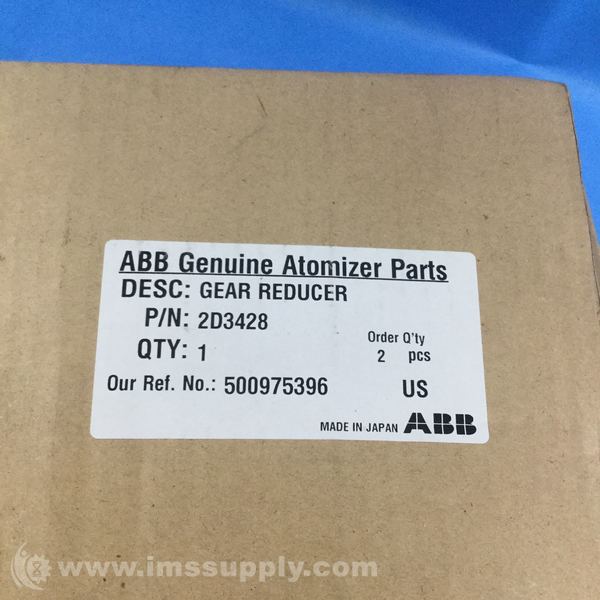 ABB Genuine Atomizer Parts
DESC: GEAR REDUCER
P/N: 2D3428
QTY: 1
Order Q'ty
2 pcs
Our Ref. No.: 500975396
US
MADE IN JAPAN ABB
www.imssupply.com